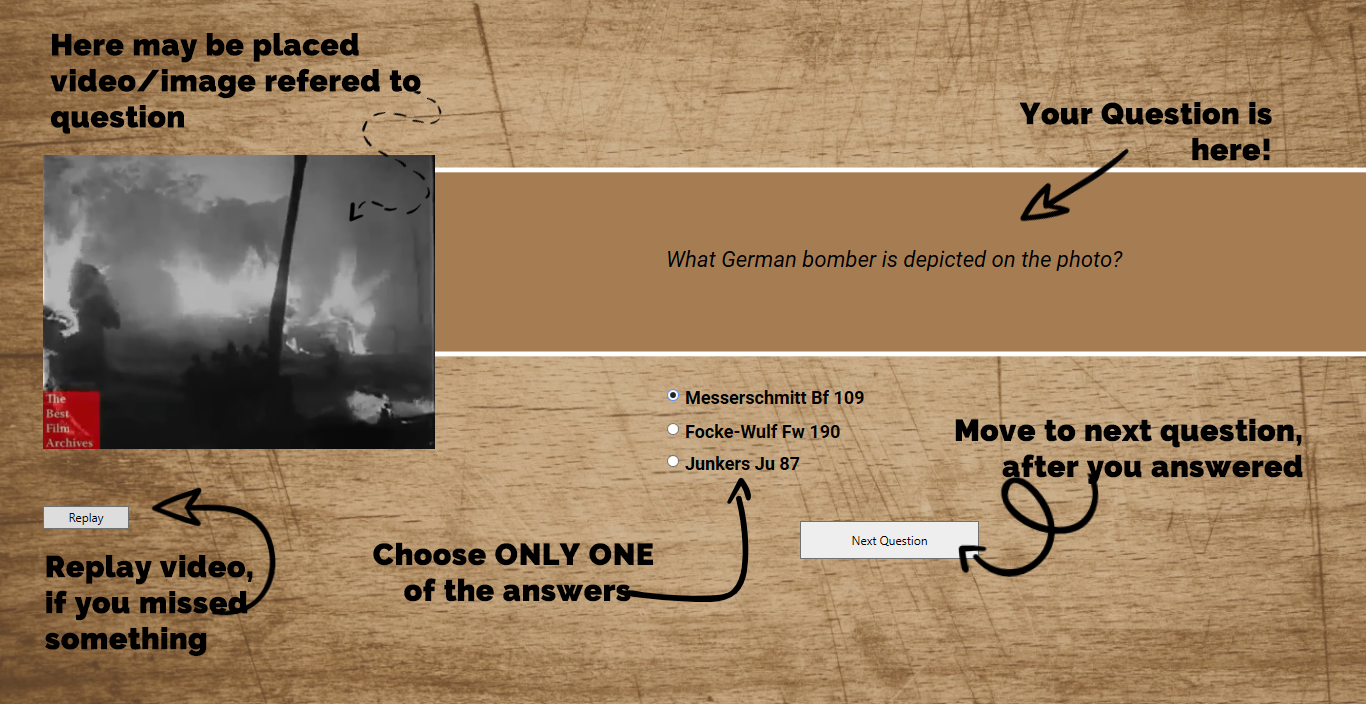 Here may be placed
video/image refered to
question
Your Question is
here!
What German bomber is depicted on the photo?
The
Best
Film
Archives
Messerschmitt Bf 109
Focke-Wulf Fw 190
Junkers Ju 87
Move to next question,
after you answered
Replay
Next Question
Choose ONLY ONE
of the answers
Replay video,
if you missed
something